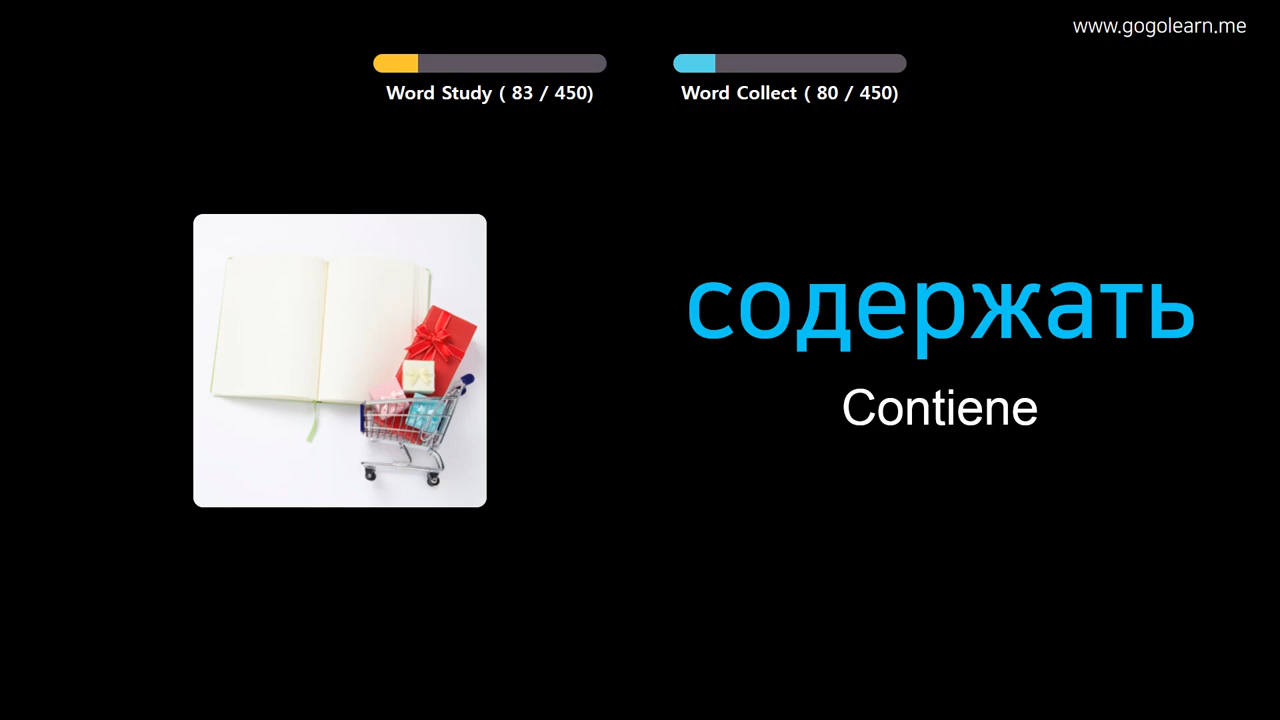 www.gogolearn.me
Word Study ( 83 / 450)
Word Collect ( 80 / 450)
содержать
Contiene